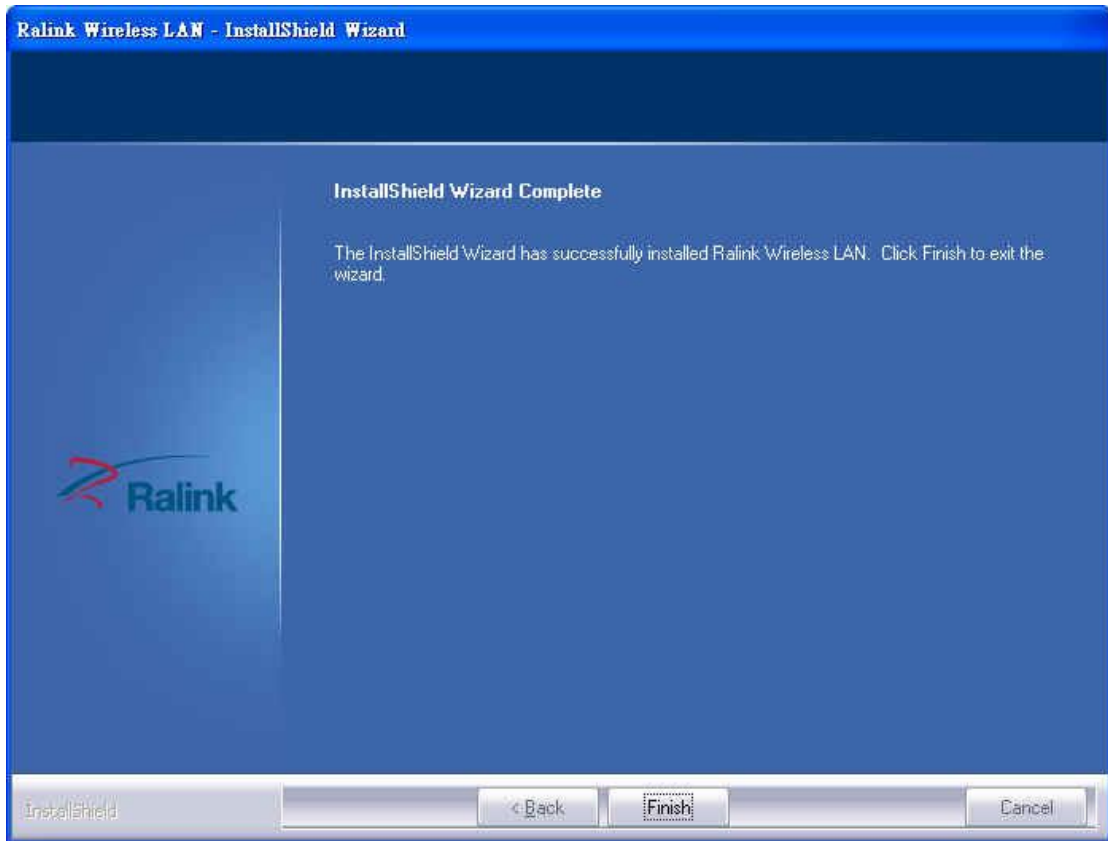 Ralink Wireless LAN - InstallShield Wizard
InstallShield Wizard Complete
The InstallShield Wizard has successfully installed Ralink Wireless LAN. Click Finish to exit the
wizard.
Ralink
InstallShield
< Back
Finish
Cancel